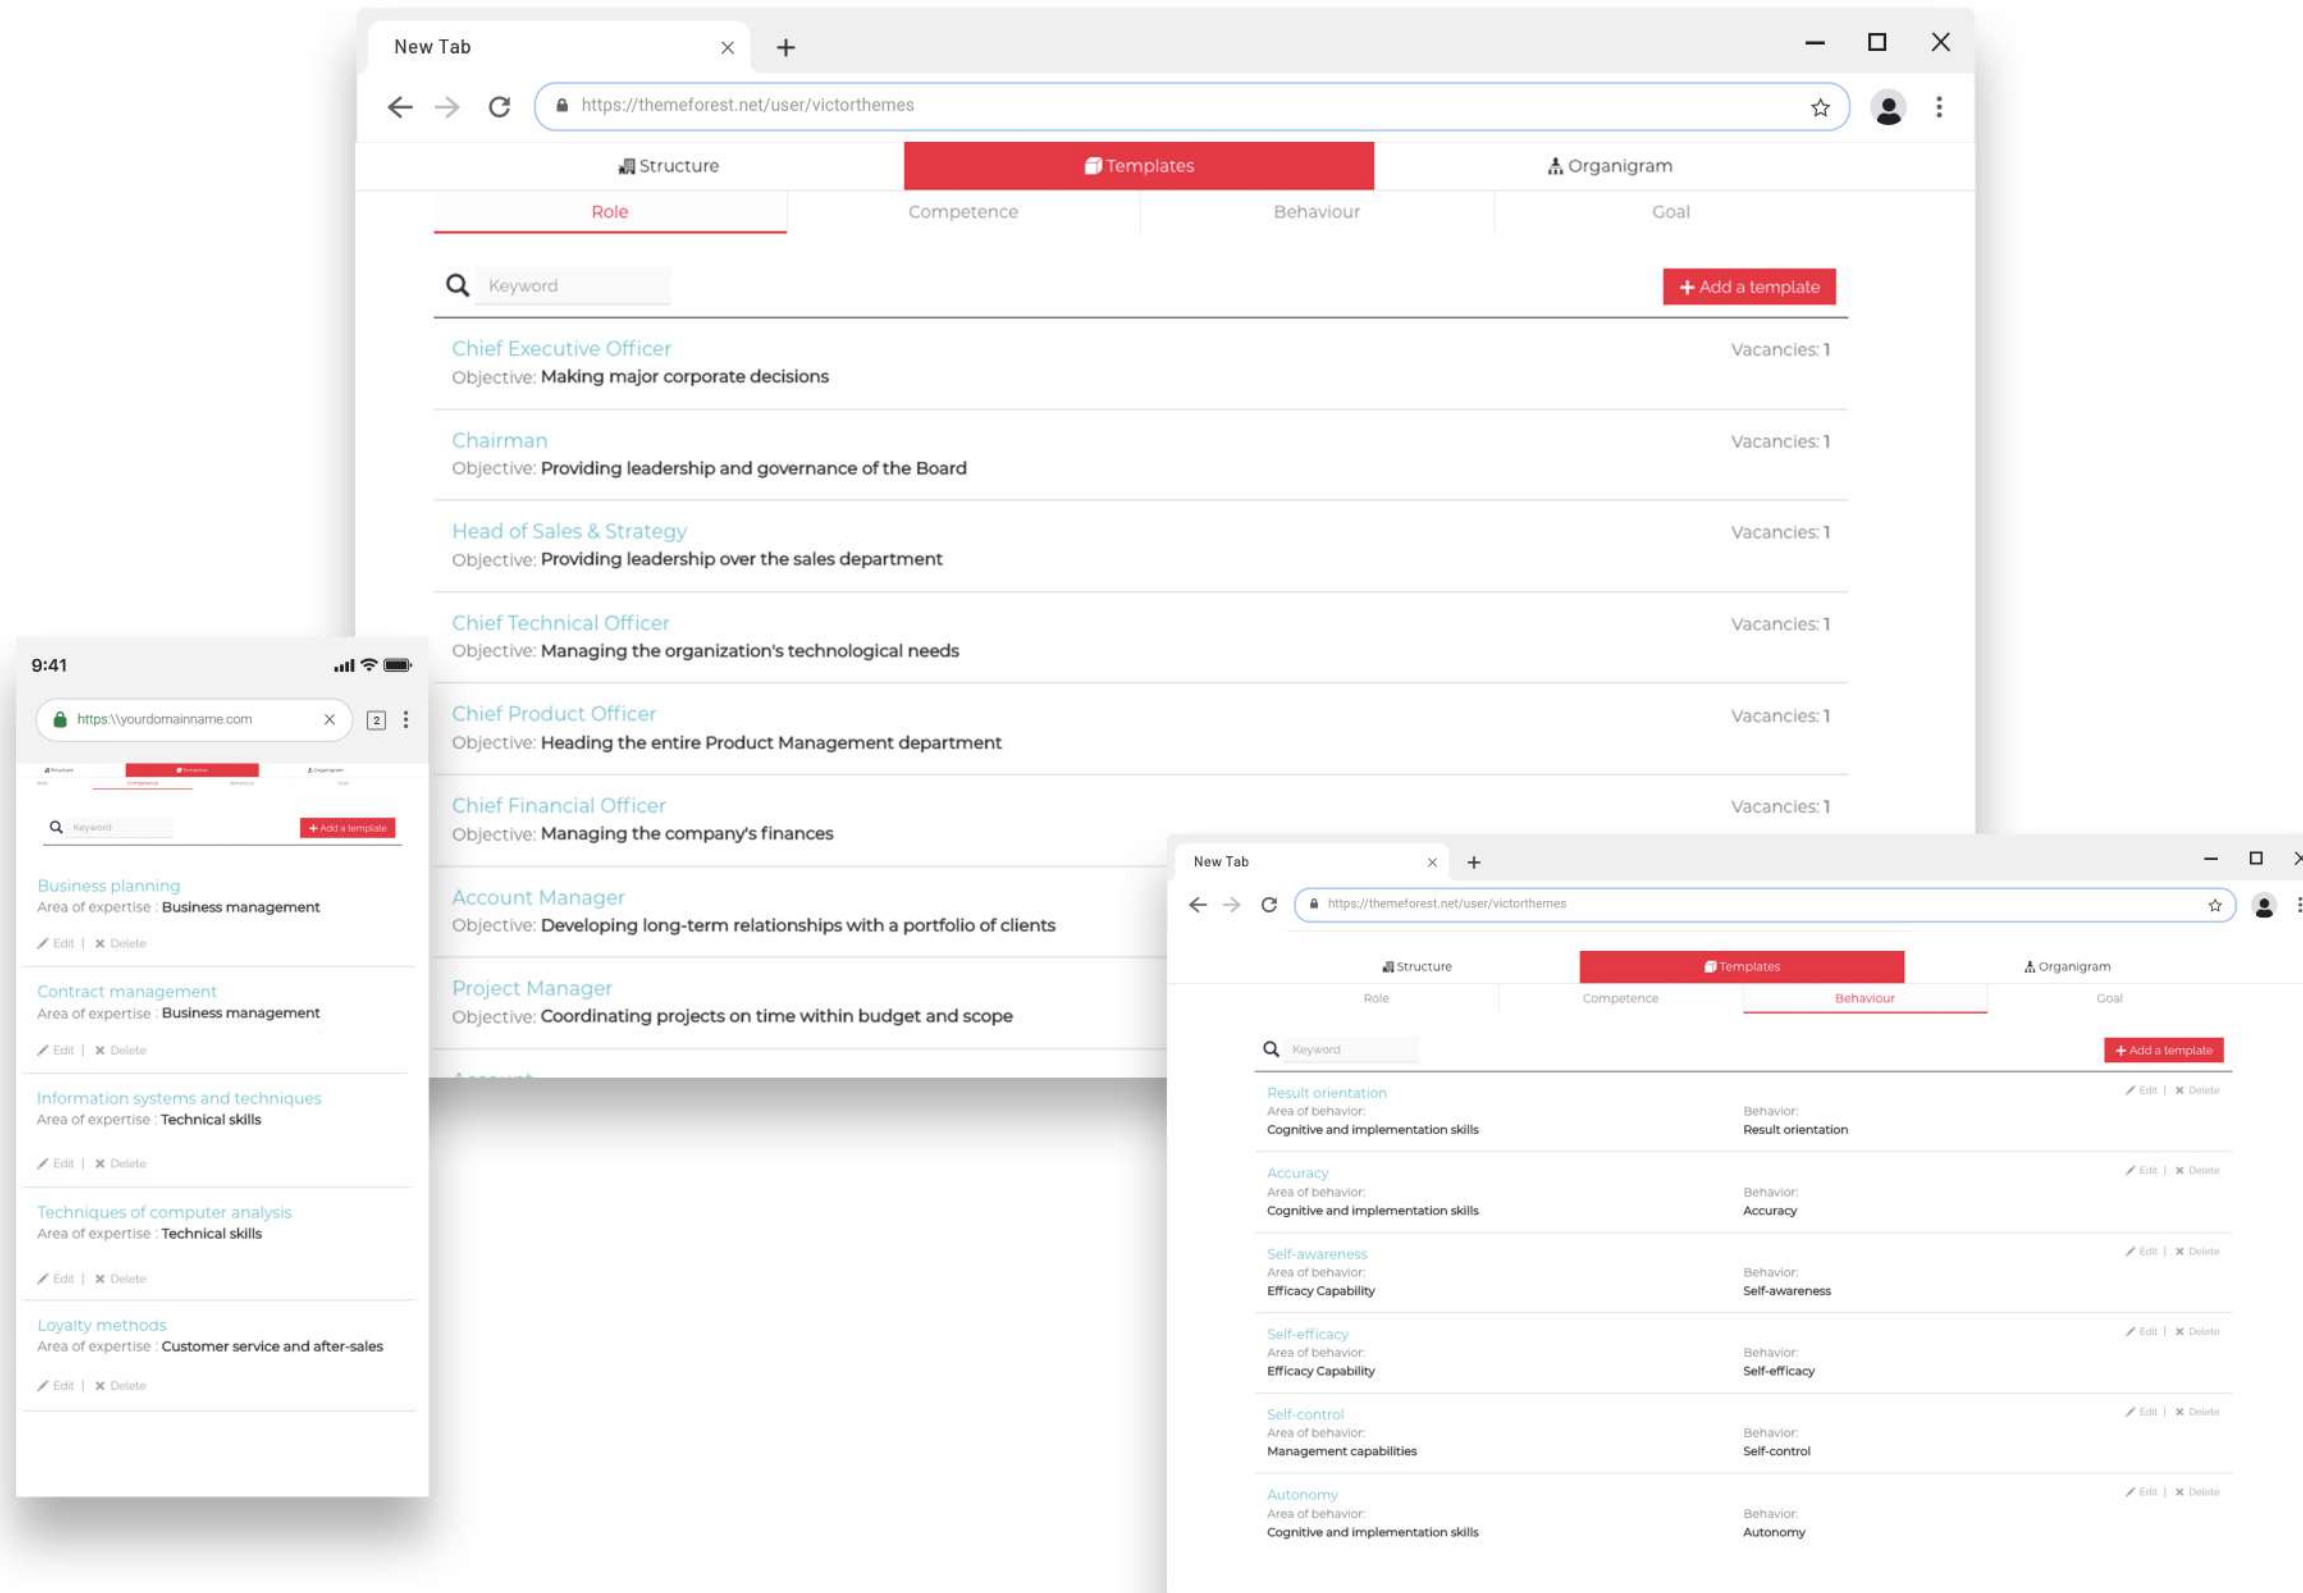 New Tab
https://themeforest.net/user/victorthemes
Structure Templates Organigram
Role Competence Behaviour Goal
Keyword + Add a template
Chief Executive Officer Vacancies: 1
Objective: Making major corporate decisions
Chairman Vacancies: 1
Objective: Providing leadership and governance of the Board
Head of Sales & Strategy Vacancies: 1
Objective: Providing leadership over the sales department
Chief Technical Officer Vacancies: 1
Objective: Managing the organization's technological needs
Chief Product Officer Vacancies: 1
Objective: Heading the entire Product Management department
Chief Financial Officer Vacancies: 1
Objective: Managing the company's finances
Account Manager
Objective: Developing long-term relationships with a portfolio of clients
Project Manager
Objective: Coordinating projects on time within budget and scope
9:41
https:\\yourdomainname.com 2
Structure Templates Organigram
Role Competence Behaviour Goal
Keyword + Add a template
Business planning
Area of expertise : Business management
Edit | Delete
Contract management
Area of expertise : Business management
Edit | Delete
Information systems and techniques
Area of expertise : Technical skills
Edit | Delete
Techniques of computer analysis
Area of expertise : Technical skills
Edit | Delete
Loyalty methods
Area of expertise : Customer service and after-sales
Edit | Delete
New Tab
https://themeforest.net/user/victorthemes
Structure Templates Organigram
Role Competence Behaviour Goal
Keyword + Add a template
Result orientation Edit | Delete
Area of behavior: Behavior:
Cognitive and implementation skills Result orientation
Accuracy Edit | Delete
Area of behavior: Behavior:
Cognitive and implementation skills Accuracy
Self-awareness Edit | Delete
Area of behavior: Behavior:
Efficacy Capability Self-awareness
Self-efficacy Edit | Delete
Area of behavior: Behavior:
Efficacy Capability Self-efficacy
Self-control Edit | Delete
Area of behavior: Behavior:
Management capabilities Self-control
Autonomy Edit | Delete
Area of behavior: Behavior:
Cognitive and implementation skills Autonomy